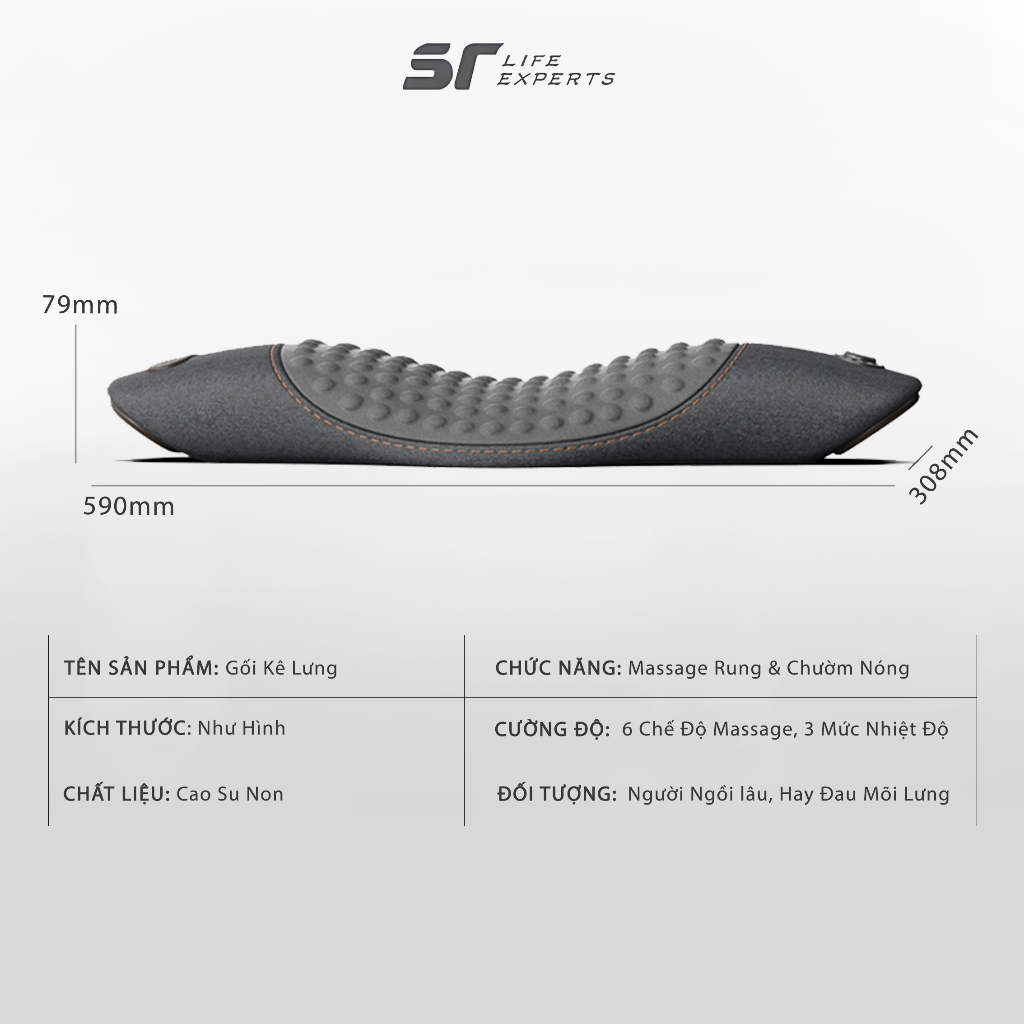 ST LIFE
EXPERTS
79mm
308mm
590mm
TÊN SẢN PHẨM: Gối Kê Lưng
CHỨC NĂNG: Massage Rung & Chườm Nóng
KÍCH THƯỚC: Như Hình
CƯỜNG ĐỘ: 6 Chế Độ Massage, 3 Mức Nhiệt Độ
CHẤT LIỆU: Cao Su Non
ĐỐI TƯỢNG: Người Ngồi lâu, Hay Đau Mõi Lưng